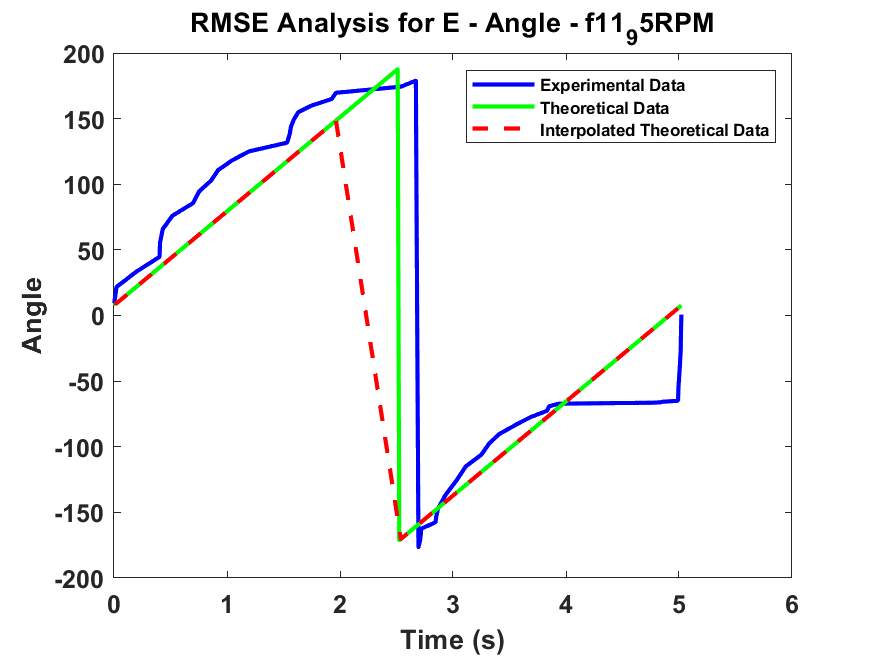 RMSE Analysis for E - Angle - f11₉5RPM
Experimental Data
Theoretical Data
Interpolated Theoretical Data
200
150
100
50
0
-50
-100
-150
-200
Angle
0 1 2 3 4 5 6
Time (s)